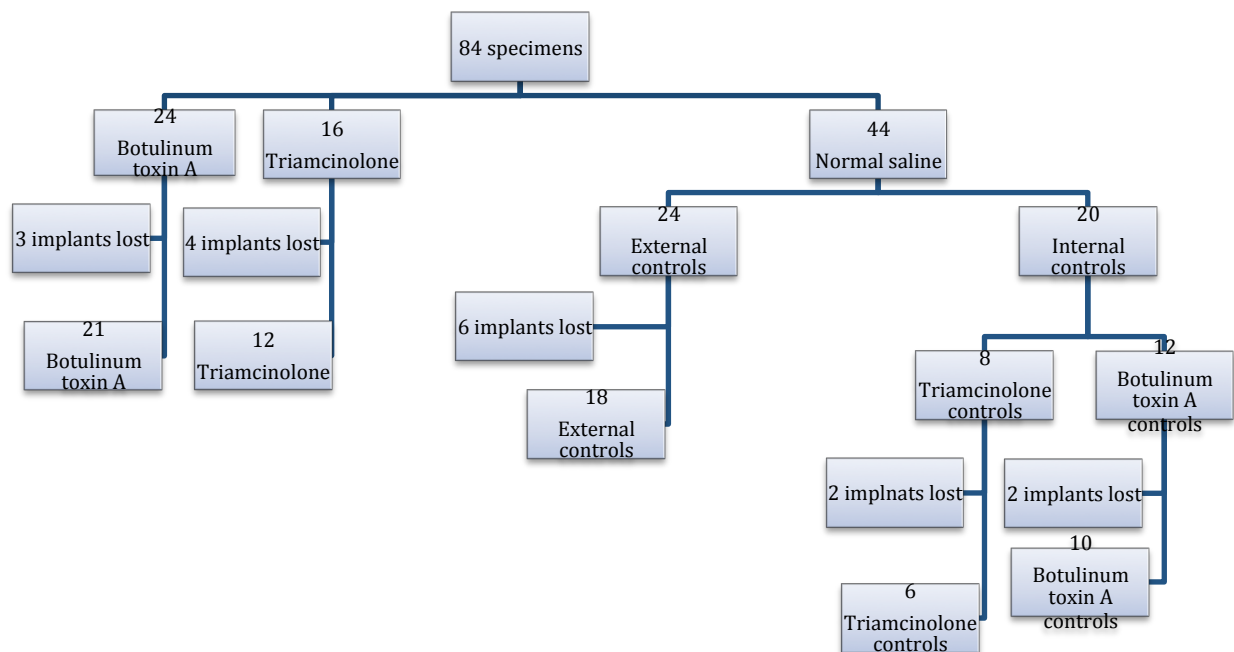 84 specimens
24
Botulinum
toxin A
16
Triamcinolone
44
Normal saline
3 implants lost
4 implants lost
24
External
controls
20
Internal
controls
21
Botulinum
toxin A
12
Triamcinolone
6 implants lost
18
External
controls
8
Triamcinolone
controls
12
Botulinum
toxin A
controls
2 implnats lost
2 implants lost
6
Triamcinolone
controls
10
Botulinum
toxin A
controls